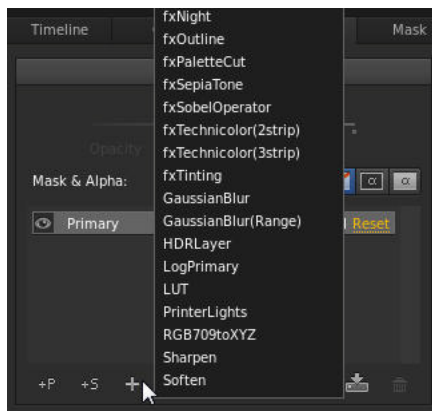 fxNight
Timeline
Mask
fxOutline
fxPaletteCut
fxSepiaTone
fxSobelOperator
fxTechnicolor(2strip)
Opacity
fxTechnicolor(3strip)
Mask & Alpha:
fxTinting
α
α
GaussianBlur
Primary
GaussianBlur(Range)
Reset
HDRLayer
LogPrimary
LUT
PrinterLights
RGB709toXYZ
Sharpen
+P +S +
Soften